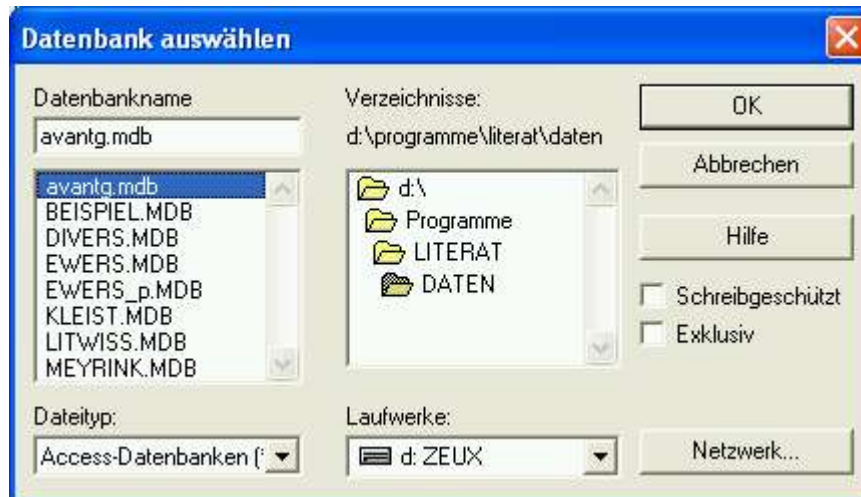 Datenbank auswählen
Datenbankname
avantg.mdb
avantg.mdb
BEISPIEL.MDB
DIVERS.MDB
EWERS.MDB
EWERS_p.MDB
KLEIST.MDB
LITWISS.MDB
MEYRINK.MDB
Dateityp:
Access-Datenbanken (*
Verzeichnisse:
d:\programme\literat\daten
d:\
Programme
LITERAT
DATEN
Laufwerke:
d: ZEUX
OK
Abbrechen
Hilfe
Schreibgeschützt
Exklusiv
Netzwerk...